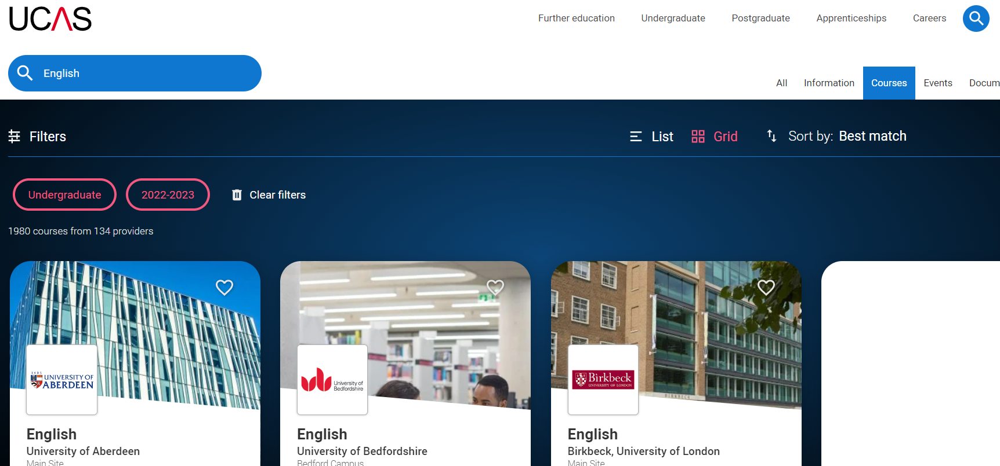 UCAS
Further education Undergraduate Postgraduate Apprenticeships Careers
English
All Information Courses Events Docum
Filters
List Grid Sort by: Best match
Undergraduate 2022-2023 Clear filters
1980 courses from 134 providers
1495
UNIVERSITY OF
ABERDEEN
University of
Bedfordshire
BIRKBECK
Birkbeck
UNIVERSITY OF LONDON
English
University of Aberdeen
Main Site
English
University of Bedfordshire
Bedford Campus
English
Birkbeck, University of London
Main Site